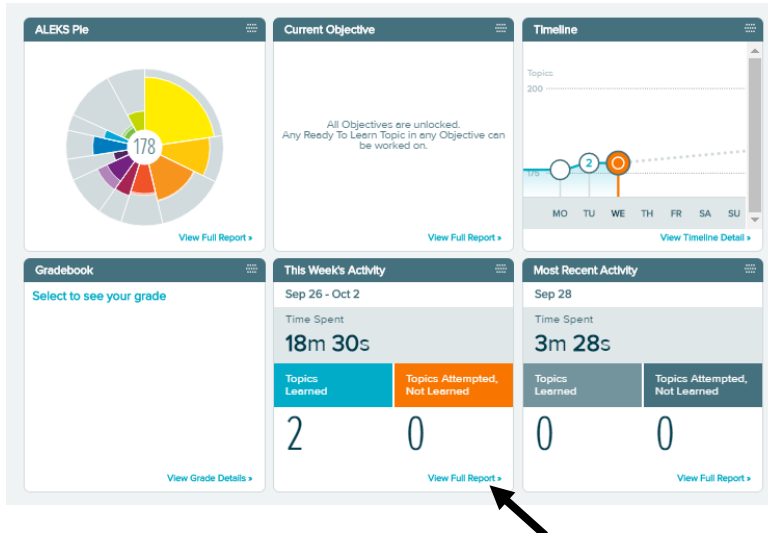 ALEKS Pie
178
View Full Report »
Current Objective
All Objectives are unlocked.
Any Ready To Learn Topic in any Objective can
be worked on.
View Full Report »
Timeline
Topics
200
175
2
MO TU WE TH FR SA SU
View Timeline Detail »
Gradebook
Select to see your grade
View Grade Details »
This Week's Activity
Sep 26 - Oct 2
Time Spent
18m 30s
Topics
Learned
2
Topics Attempted,
Not Learned
0
View Full Report »
Most Recent Activity
Sep 28
Time Spent
3m 28s
Topics
Learned
0
Topics Attempted,
Not Learned
0
View Full Report »